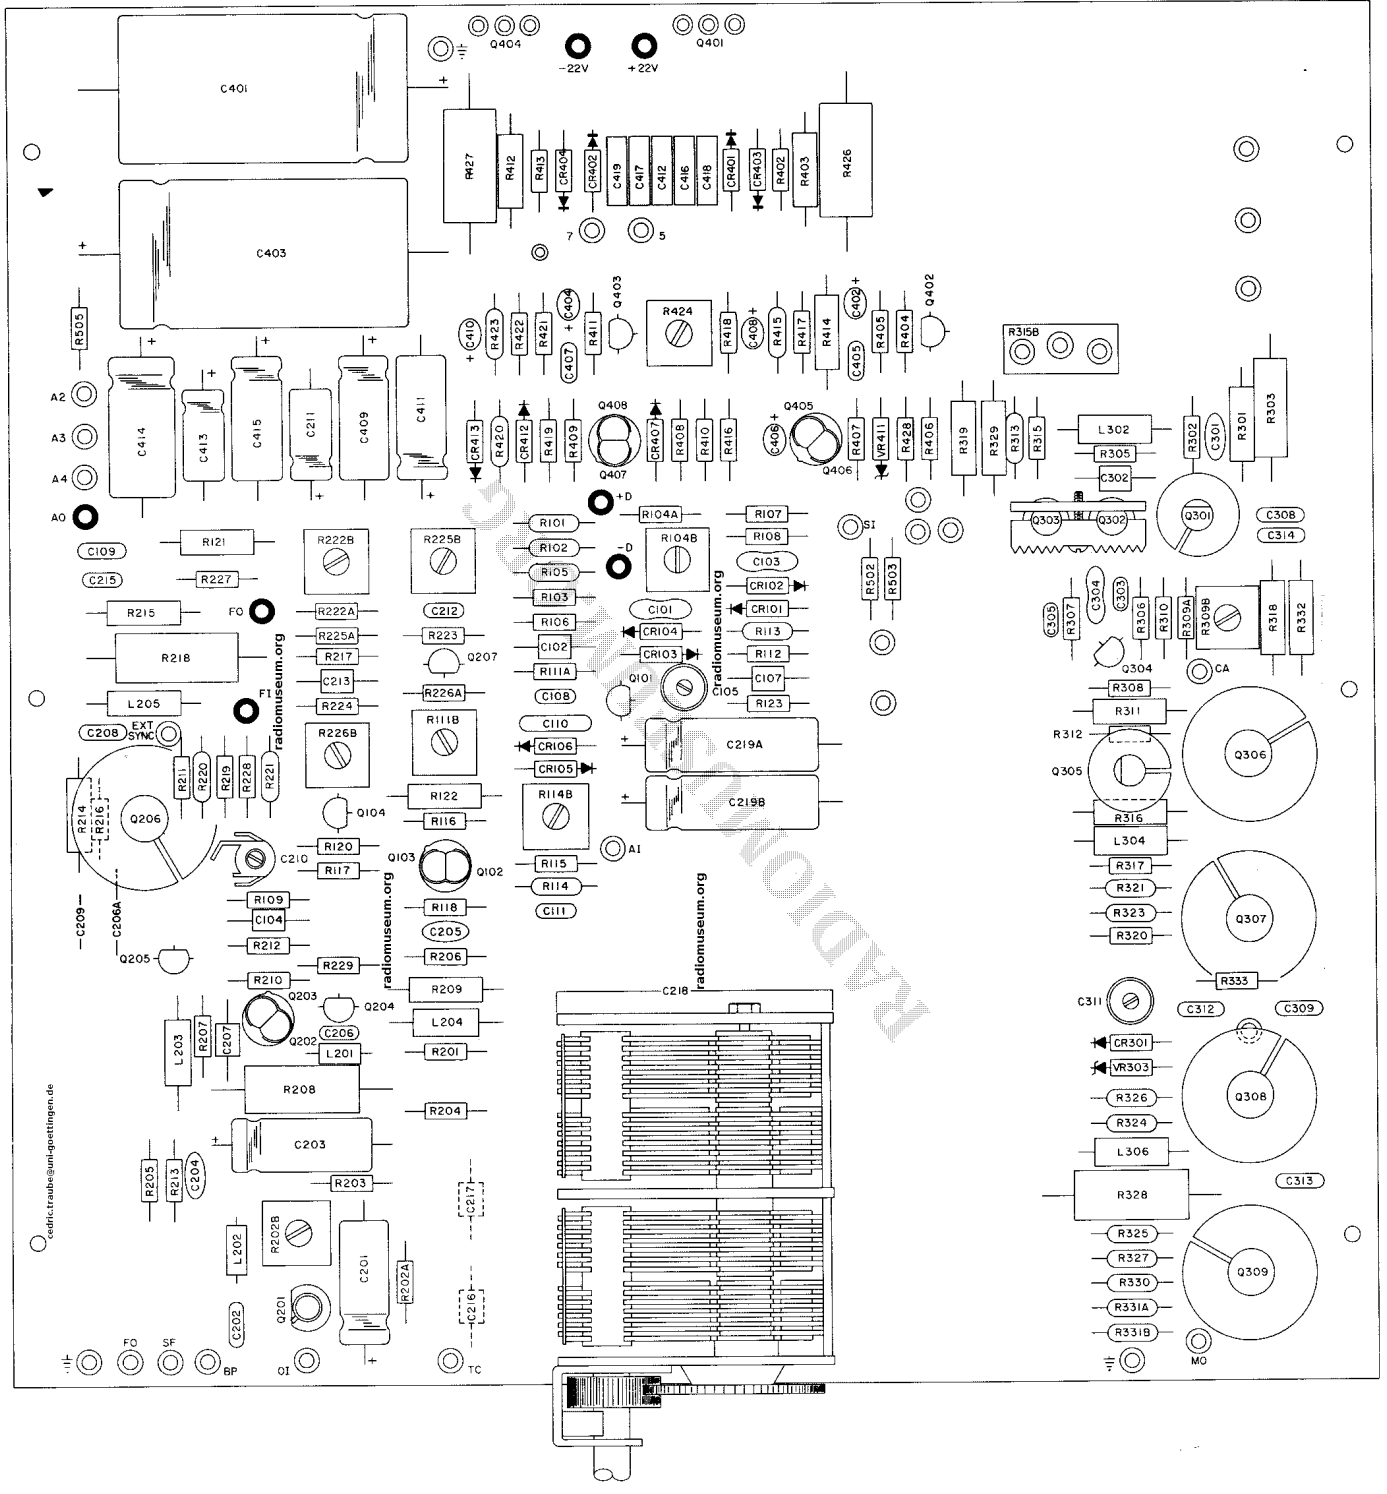 Q404
Q401
-22V
+22V
C401
+
R427
R412
R413
CR404
CR402
C419
C417
C412
C416
C418
CR401
CR403
R402
R403
R426
7
5
+
C403
R505
+
C410
R423
R422
R421
C404
+
C407
R411
Q403
R424
R418
C408
+
R415
R417
R414
C402
+
C405
R405
R404
Q402
R315B
A2
A3
A4
AO
+
C414
+
C413
+
C415
C211
+
+
C409
C411
+
CR413
R420
CR412
R419
R409
Q408
Q407
CR407
R408
R410
R416
C406
+
Q405
Q406
R407
VR411
R428
R406
R319
R329
R313
R315
L302
R305
C302
R302
C301
R301
R303
Q303
Q302
Q301
C308
C314
C109
C215
R121
R227
R222B
R225B
R101
R102
R105
R103
R106
C102
R111A
C108
C110
CR106
CR105
+D
-D
R104A
R104B
R107
R108
C103
CR102
CR101
R113
R112
C107
R123
SI
R502
R503
C101
CR104
CR103
Q101
C105
radiomuseum.org
C305
R307
C304
C303
R306
R310
R309A
R309B
R318
R332
Q304
CA
R215
FO
R218
L205
FI
radiomuseum.org
C208
EXT
SYNC
R222A
R225A
R217
C213
R224
R226B
C212
R223
Q207
R226A
R111B
R308
R311
R312
Q305
R316
L304
Q306
R214
R216
Q206
R211
R220
R219
R228
R221
C210
Q104
R120
R117
R122
R116
Q103
Q102
+
C219A
+
C219B
R114B
AI
R115
R114
C111
R317
R321
R323
R320
Q307
R333
C209
C206A
R109
C104
R212
R210
R229
radiomuseum.org
R118
C205
R206
R209
L204
R201
radiomuseum.org
RADIOMUSEUM.ORG
C218
Q205
Q203
Q202
Q204
C206
L201
L203
R207
C207
R208
R204
C311
C312
C309
CR301
VR303
R326
R324
L306
Q308
cedric.traube@uni-goettingen.de
+
C203
R203
R205
R213
C204
C217
C216
R328
C313
L202
R202B
C201
+
R202A
Q201
C202
R325
R327
R330
R331A
R331B
Q309
FO
SF
BP
OI
TC
MO